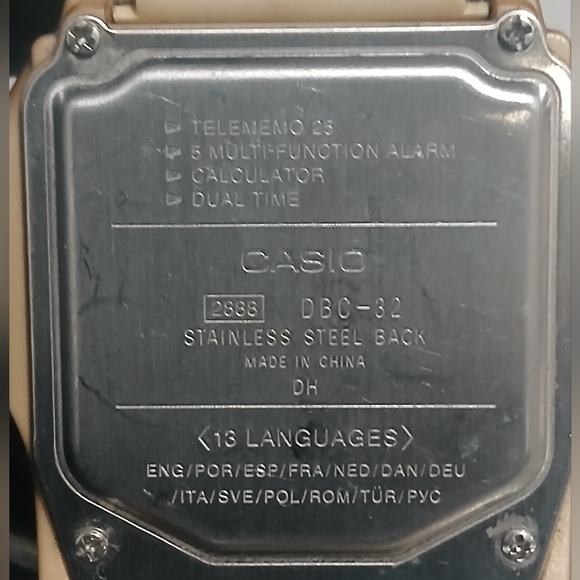 TELEMEMO 25
5 MULTI-FUNCTION ALARM
CALCULATOR
DUAL TIME
CASIO
2888 DBC-32
STAINLESS STEEL BACK
MADE IN CHINA
DH
<13 LANGUAGES>
ENG/POR/ESP/FRA/NED/DAN/DEU
/ITA/SVE/POL/ROM/TÜR/РУС